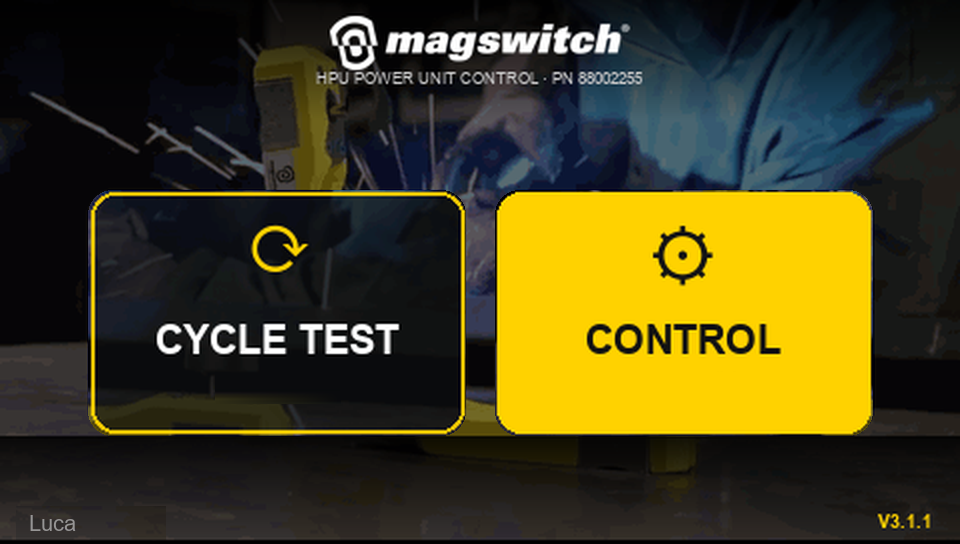 magswitch®
HPU POWER UNIT CONTROL · PN 88002255
CYCLE TEST
CONTROL
Luca
V3.1.1